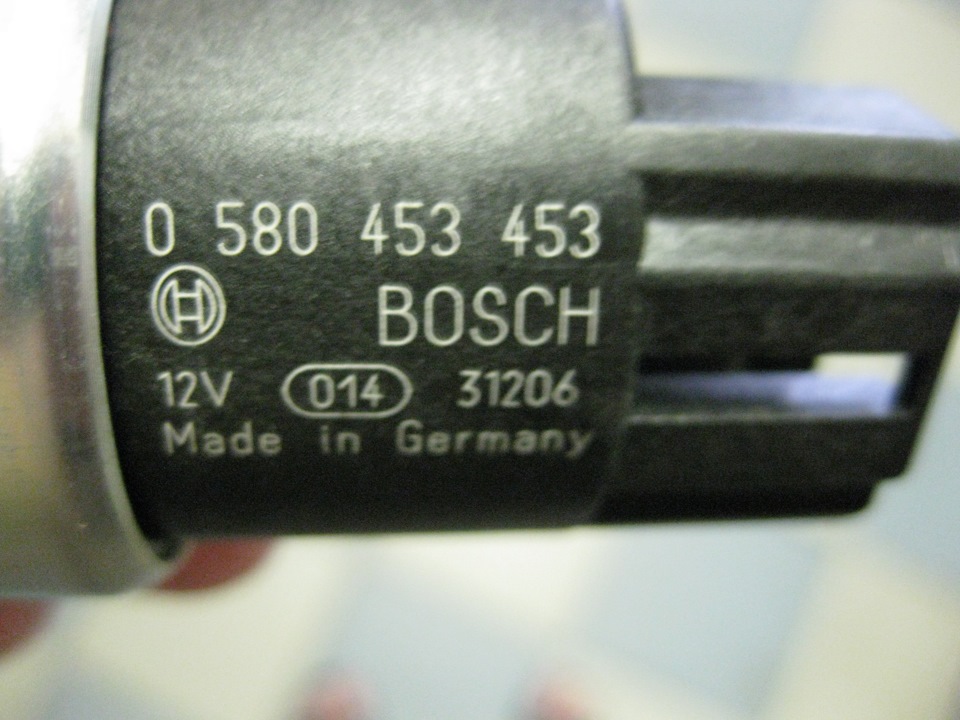 0 580 453 453
BOSCH
12V 014 31206
Made in Germany